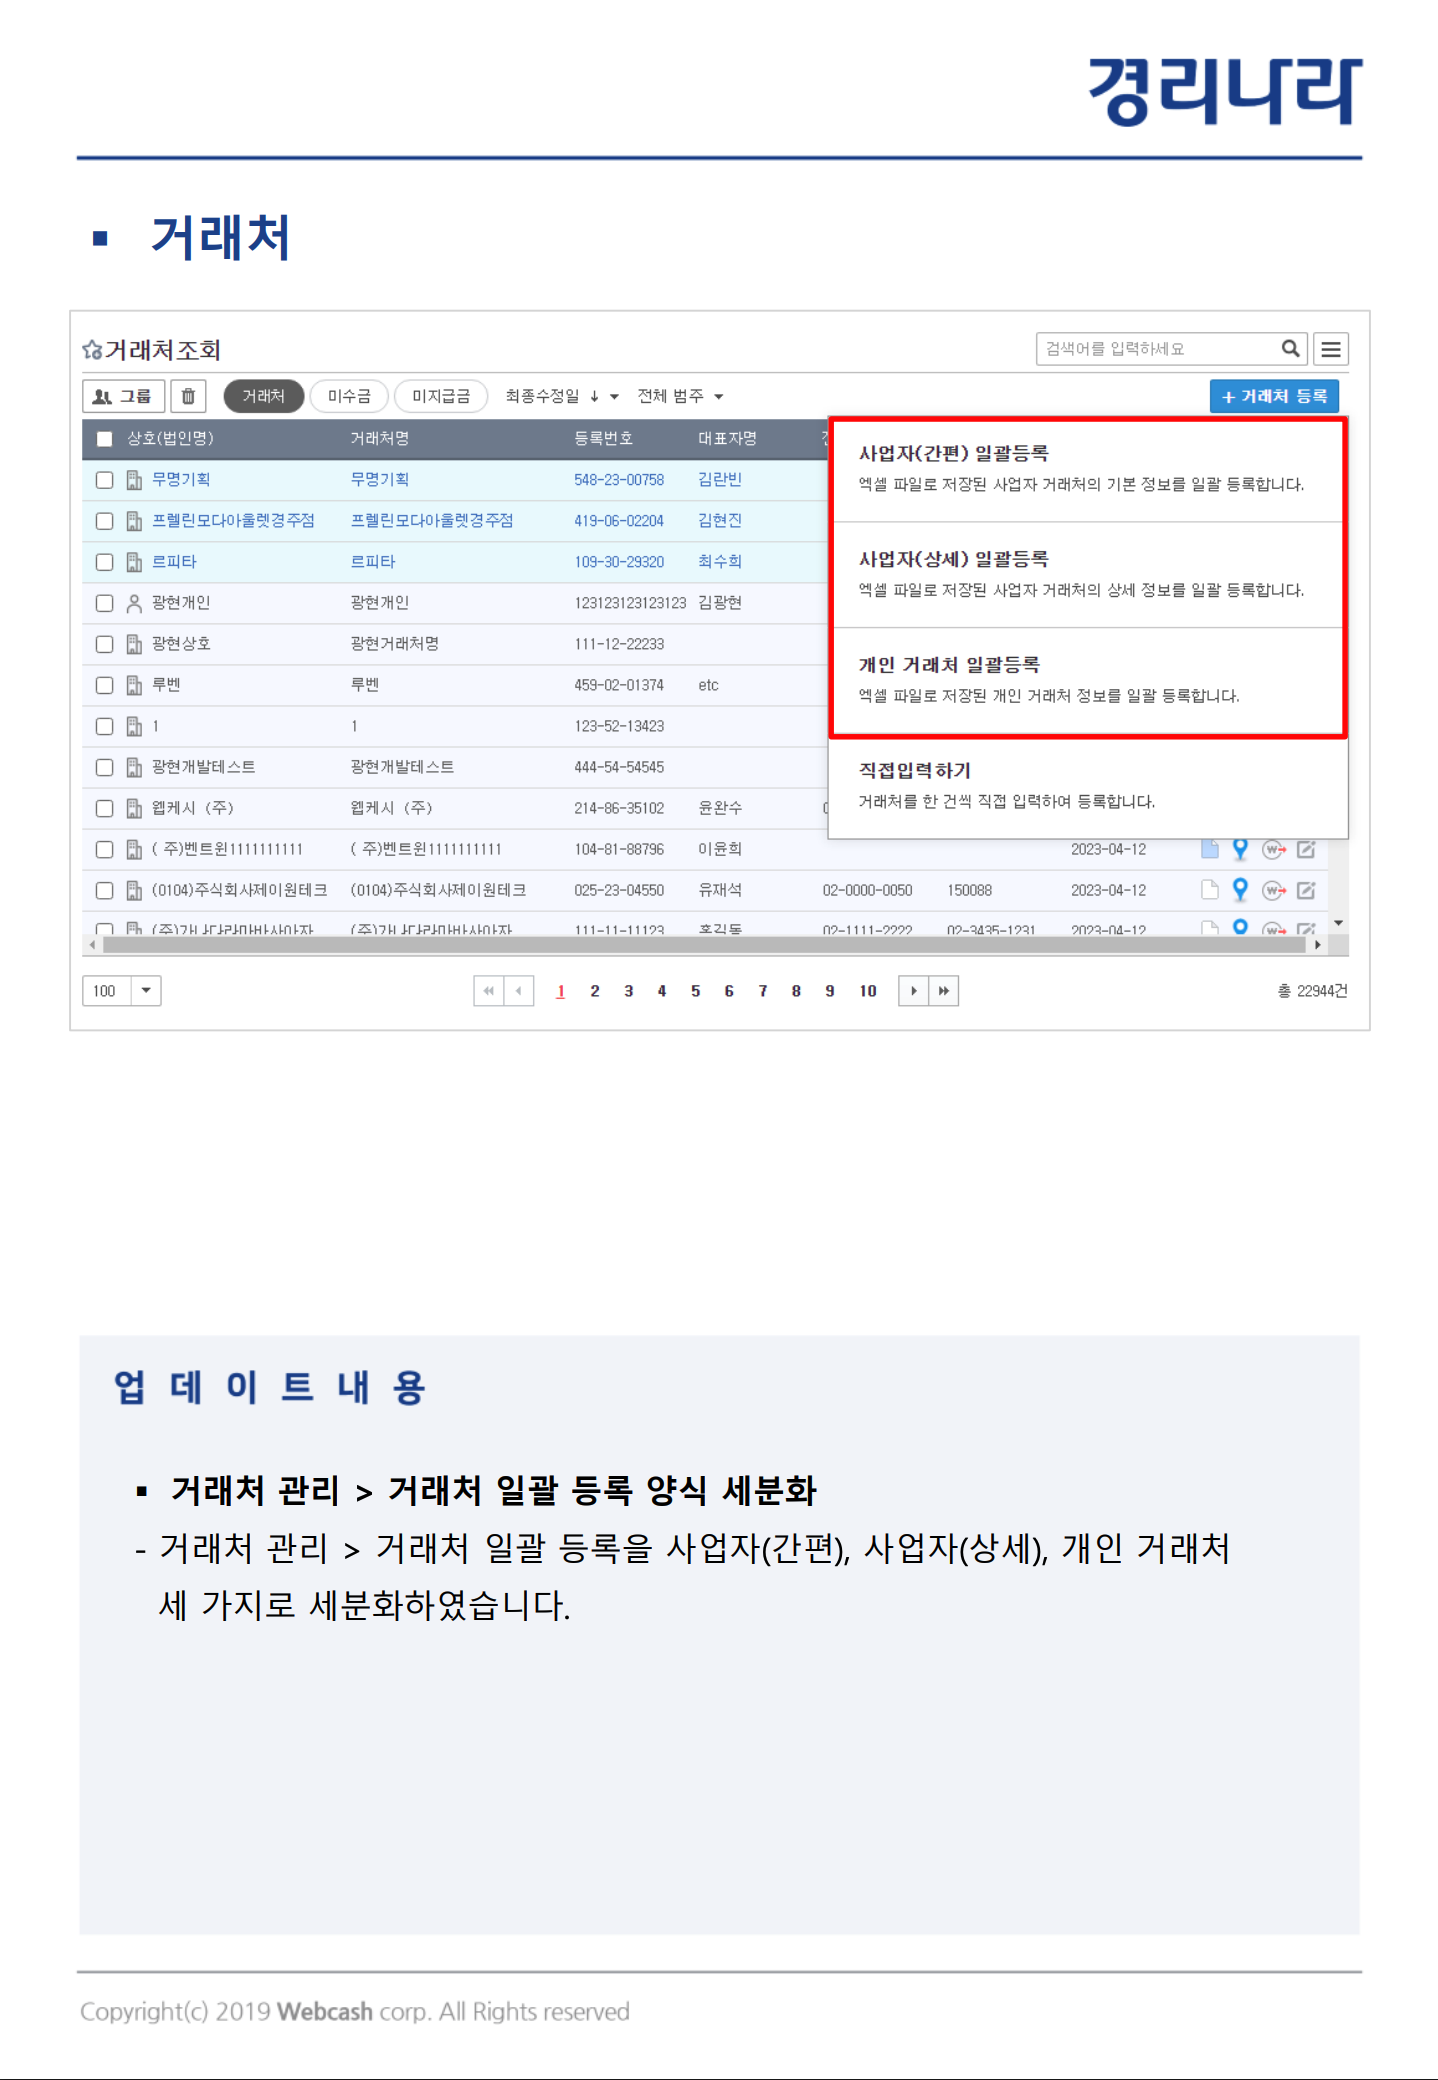 경리나라
▪ 거래처
거래처조회
검색어를 입력하세요
그룹 거래처 미수금 미지급금 최종수정일 ↓ 전체 범주 + 거래처 등록
상호(법인명) 거래처명 등록번호 대표자명
무명기획 무명기획 548-23-00758 김란빈
프렐린모다아울렛경주점 프렐린모다아울렛경주점 419-06-02204 김현진
르피타 르피타 109-30-29320 최수희
광현개인 광현개인 123123123123123 김광현
광현상호 광현거래처명 111-12-22233
루벤 루벤 459-02-01374 etc
1 1 123-52-13423
광현개발테스트 광현개발테스트 444-54-54545
웹케시 (주) 웹케시 (주) 214-86-35102 윤완수
( 주)벤트윈1111111111 ( 주)벤트윈1111111111 104-81-88796 이윤희 2023-04-12
(0104)주식회사제이원테크 (0104)주식회사제이원테크 025-23-04550 유재석 02-0000-0050 150088 2023-04-12
(주)가나다라마바사아자 (주)가나다라마바사아자 111-11-11123 홍길동 02-1111-2222 02-3435-1231 2023-04-12
사업자(간편) 일괄등록
엑셀 파일로 저장된 사업자 거래처의 기본 정보를 일괄 등록합니다.
사업자(상세) 일괄등록
엑셀 파일로 저장된 사업자 거래처의 상세 정보를 일괄 등록합니다.
개인 거래처 일괄등록
엑셀 파일로 저장된 개인 거래처 정보를 일괄 등록합니다.
직접입력하기
거래처를 한 건씩 직접 입력하여 등록합니다.
100 1 2 3 4 5 6 7 8 9 10 총 22944건
업데이트내용
▪ 거래처 관리 > 거래처 일괄 등록 양식 세분화
- 거래처 관리 > 거래처 일괄 등록을 사업자(간편), 사업자(상세), 개인 거래처
세 가지로 세분화하였습니다.
Copyright(c) 2019 Webcash corp. All Rights reserved